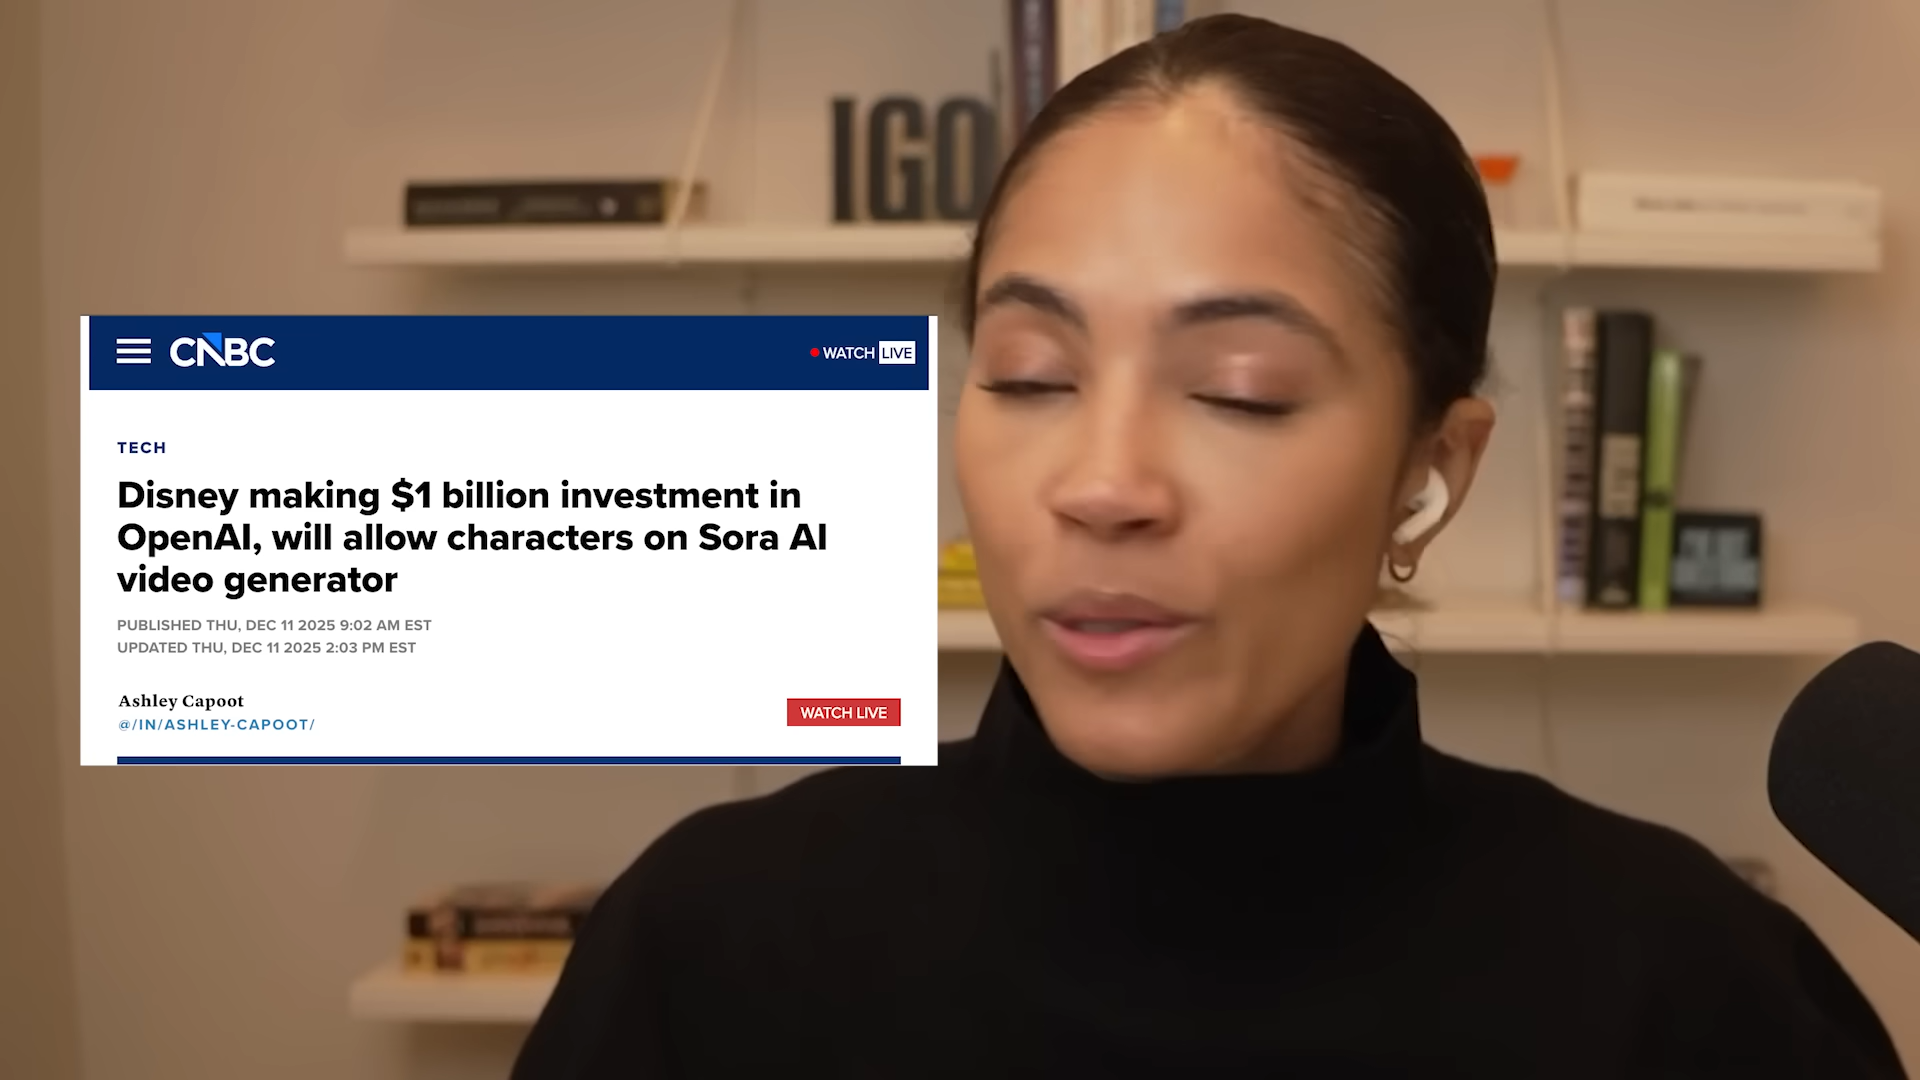 IGO
CNBC
WATCH LIVE
TECH
Disney making $1 billion investment in
OpenAI, will allow characters on Sora AI
video generator
PUBLISHED THU, DEC 11 2025 9:02 AM EST
UPDATED THU, DEC 11 2025 2:03 PM EST
Ashley Capoot
@/IN/ASHLEY-CAPOOT/
WATCH LIVE